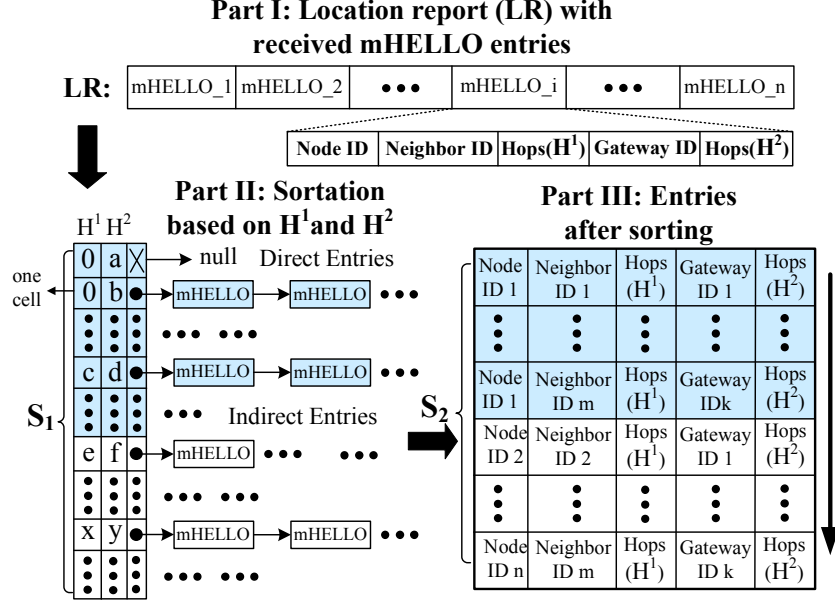 Part I: Location report (LR) with
received mHELLO entries
LR: mHELLO_1 mHELLO_2 ••• mHELLO_i ••• mHELLO_n
Node ID Neighbor ID Hops(H¹) Gateway ID Hops(H²)
Part II: Sortation
based on H¹and H²
H¹ H²
0 a null Direct Entries
one
cell
0 b mHELLO mHELLO •••
••• •••
c d mHELLO mHELLO •••
S₁
••• Indirect Entries
e f mHELLO ••• •••
••• •••
x y mHELLO mHELLO •••
••• •••
Part III: Entries
after sorting
S₂
Node Neighbor Hops Gateway Hops
ID 1 ID 1 (H¹) ID 1 (H²)
Node Neighbor Hops Gateway Hops
ID 1 ID m (H¹) IDk (H²)
Node Neighbor Hops Gateway Hops
ID 2 ID 2 (H¹) ID 1 (H²)
Node Neighbor Hops Gateway Hops
ID n ID m (H¹) ID k (H²)